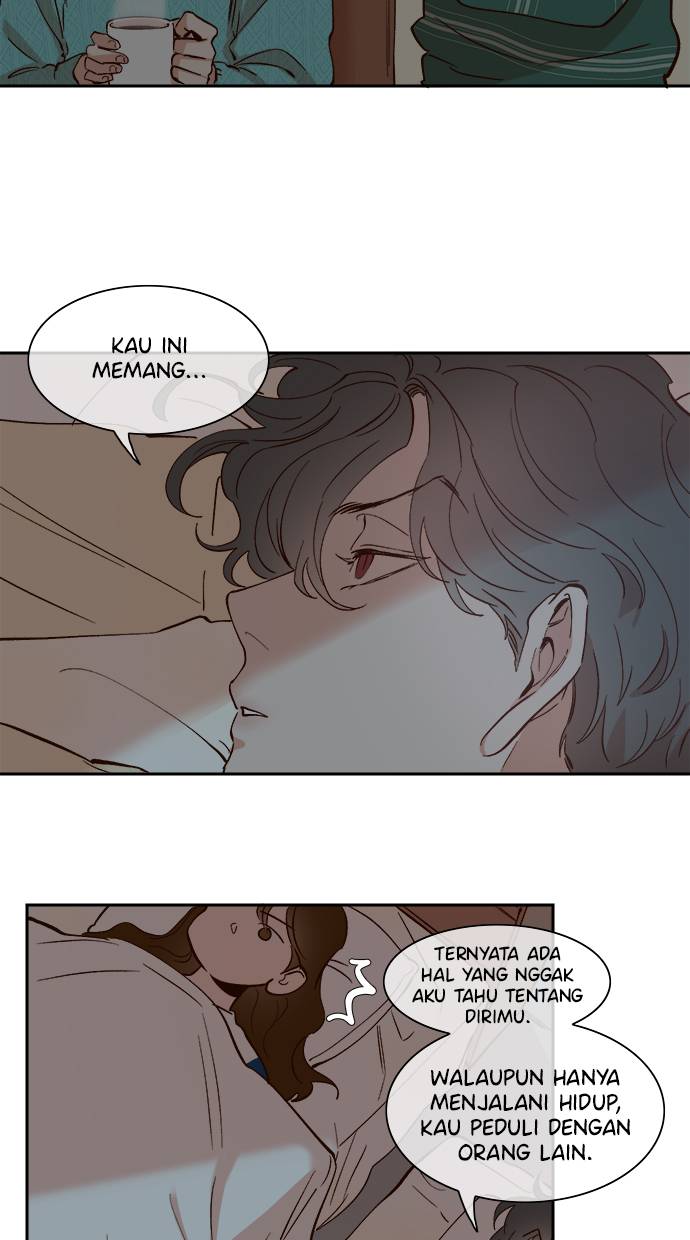 KAU INI
MEMANG...
TERNYATA ADA
HAL YANG NGGAK
AKU TAHU TENTANG
DIRIMU.
WALAUPUN HANYA
MENJALANI HIDUP,
KAU PEDULI DENGAN
ORANG LAIN.